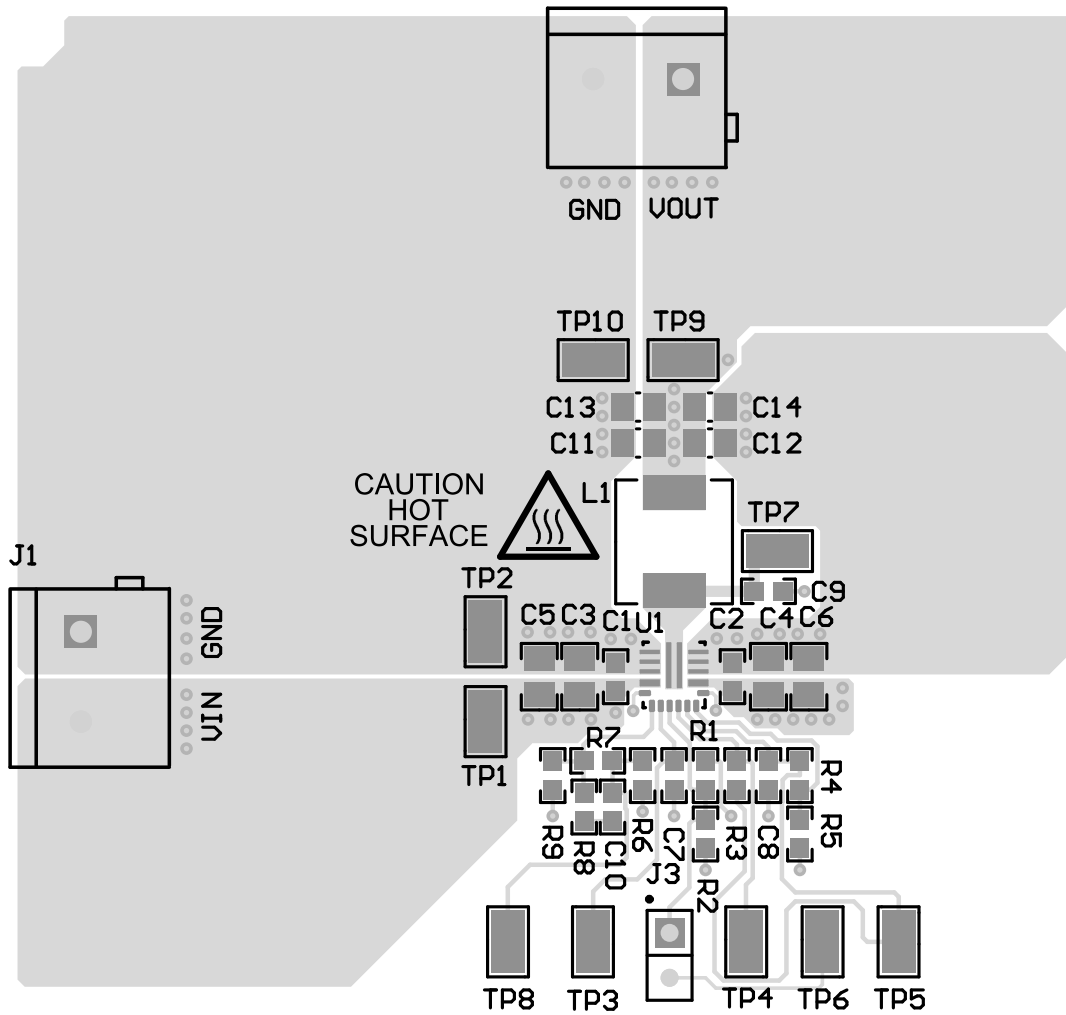 GND VOUT
TP10 TP9
C13 C14
C11 C12
CAUTION
HOT
SURFACE
L1
TP7
J1
TP2
C9
C5 C3 C1 U1 C2 C4 C6
GND
VIN
TP1
R7 R1
R4
R9 R8 C10 R6 C7 R3 C8 R5
J3
R2
TP8 TP3 TP4 TP6 TP5